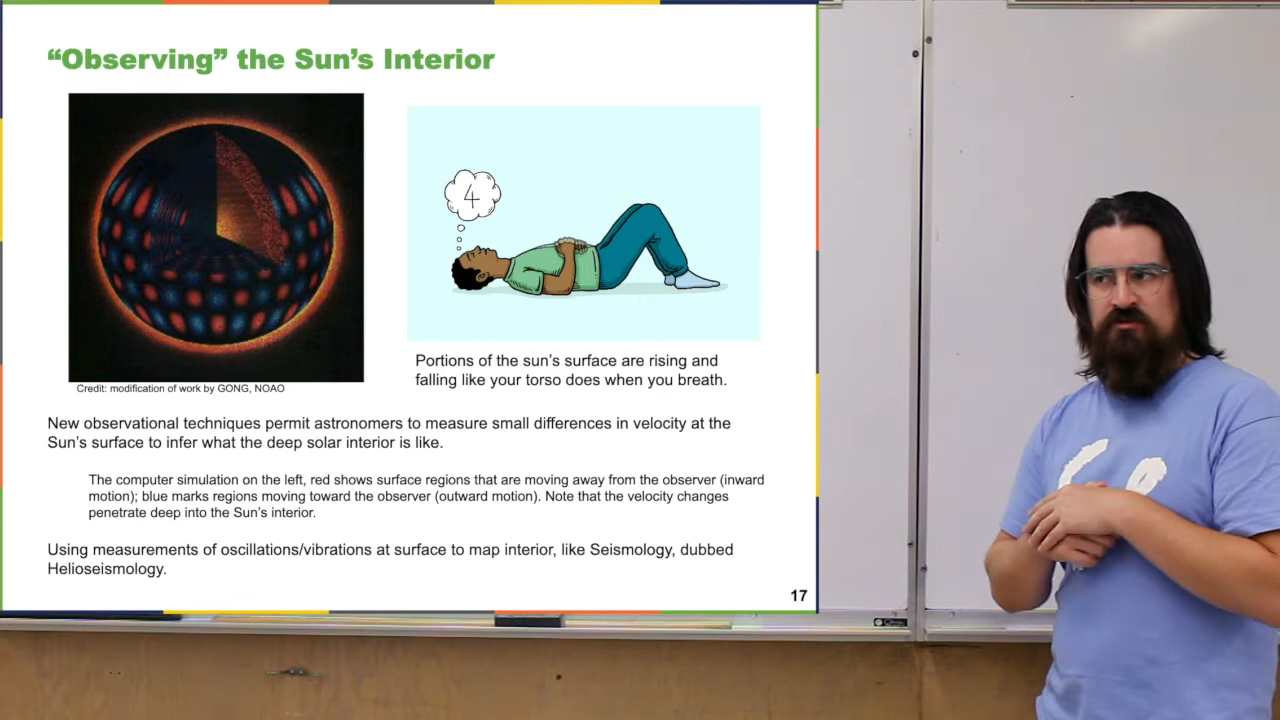 “Observing” the Sun’s Interior
4
Credit: modification of work by GONG, NOAO
Portions of the sun’s surface are rising and
falling like your torso does when you breath.
New observational techniques permit astronomers to measure small differences in velocity at the
Sun’s surface to infer what the deep solar interior is like.
The computer simulation on the left, red shows surface regions that are moving away from the observer (inward
motion); blue marks regions moving toward the observer (outward motion). Note that the velocity changes
penetrate deep into the Sun’s interior.
Using measurements of oscillations/vibrations at surface to map interior, like Seismology, dubbed
Helioseismology.
17